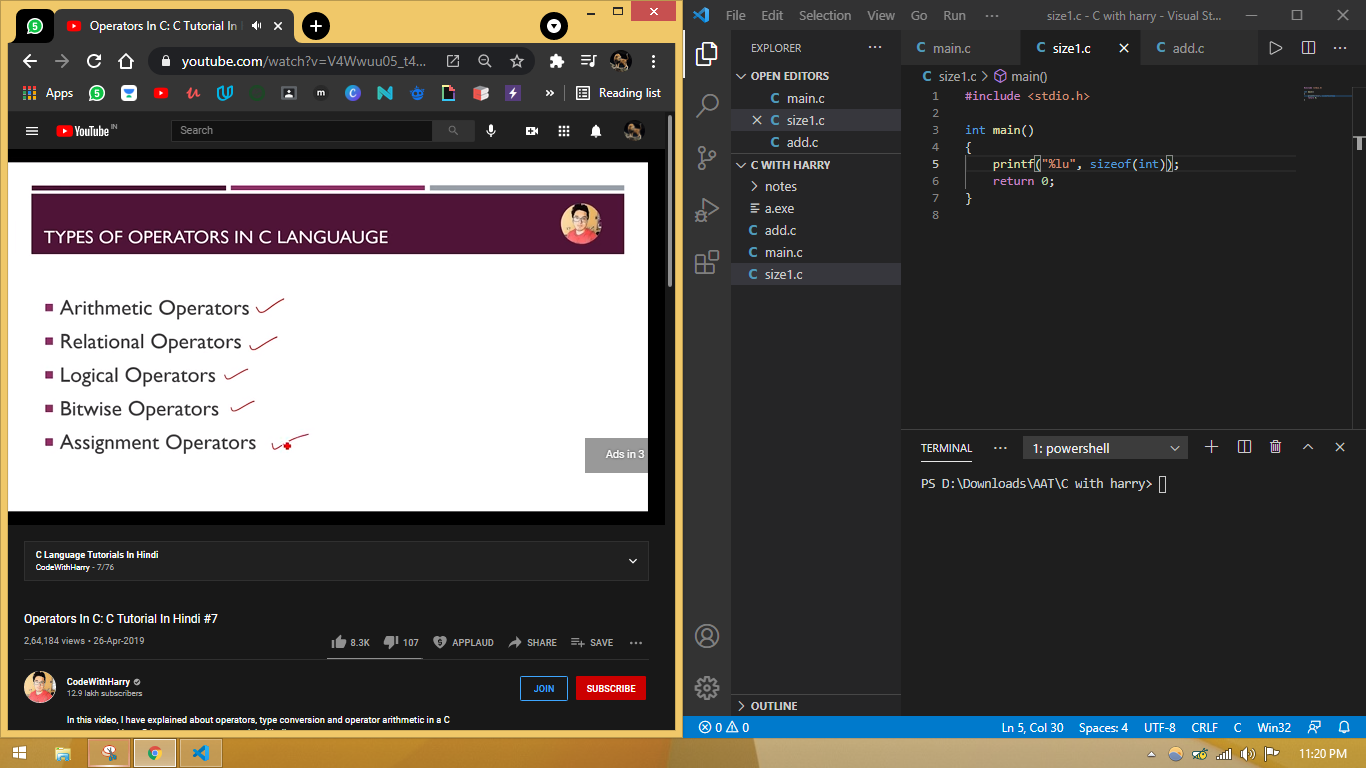 5
Operators In C: C Tutorial In
youtube.com/watch?v=V4Wwuu05_t4...
Apps
Reading list
YouTube IN
Search
TYPES OF OPERATORS IN C LANGUAUGE
Arithmetic Operators
Relational Operators
Logical Operators
Bitwise Operators
Assignment Operators
Ads in 3
C Language Tutorials In Hindi
CodeWithHarry - 7/76
Operators In C: C Tutorial In Hindi #7
2,64,184 views • 26-Apr-2019
8.3K 107 APPLAUD SHARE SAVE
CodeWithHarry
12.9 lakh subscribers
JOIN SUBSCRIBE
In this video, I have explained about operators, type conversion and operator arithmetic in a C
File Edit Selection View Go Run ··· size1.c - C with harry - Visual St...
EXPLORER
OPEN EDITORS
main.c
size1.c
add.c
C WITH HARRY
notes
a.exe
add.c
main.c
size1.c
OUTLINE
main.c size1.c add.c
size1.c > main()
1 #include <stdio.h>
2
3 int main()
4 {
5 printf("%lu", sizeof(int));
6 return 0;
7 }
8
TERMINAL ··· 1: powershell
PS D:\Downloads\AAT\C with harry>
0 0 Ln 5, Col 30 Spaces: 4 UTF-8 CRLF C Win32
11:20 PM